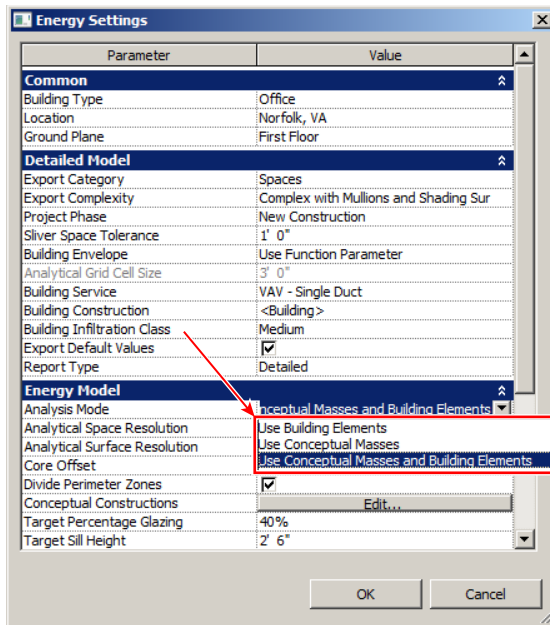 Energy Settings
Parameter Value
Common
Building Type Office
Location Norfolk, VA
Ground Plane First Floor
Detailed Model
Export Category Spaces
Export Complexity Complex with Mullions and Shading Sur
Project Phase New Construction
Sliver Space Tolerance 1' 0"
Building Envelope Use Function Parameter
Analytical Grid Cell Size 3' 0"
Building Service VAV - Single Duct
Building Construction <Building>
Building Infiltration Class Medium
Export Default Values
Report Type Detailed
Energy Model
Analysis Mode nceptual Masses and Building Elements
Analytical Space Resolution Use Building Elements
Analytical Surface Resolution Use Conceptual Masses
Core Offset Use Conceptual Masses and Building Elements
Divide Perimeter Zones
Conceptual Constructions Edit...
Target Percentage Glazing 40%
Target Sill Height 2' 6"
OK Cancel